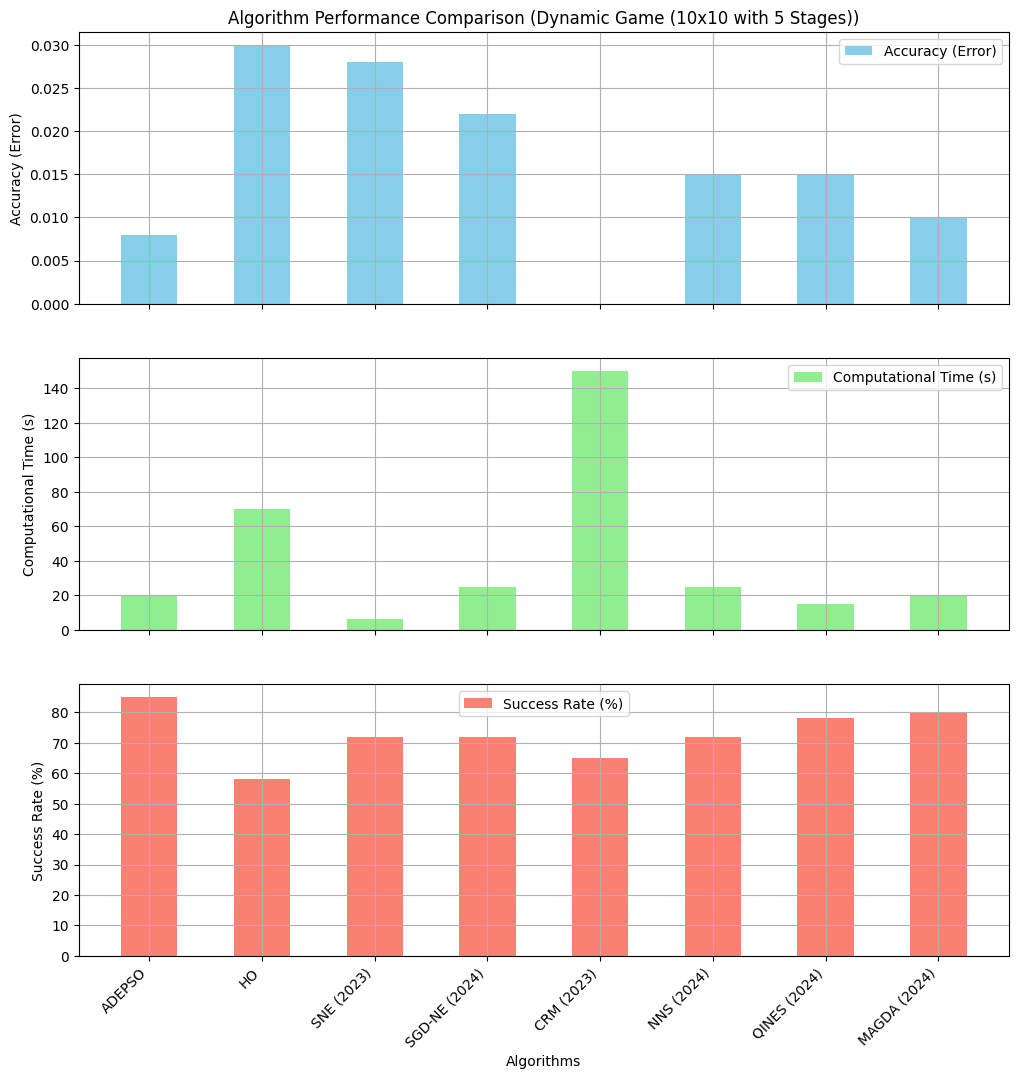 Algorithm Performance Comparison (Dynamic Game (10x10 with 5 Stages))
Accuracy (Error)
0.030
0.025
0.020
0.015
0.010
0.005
0.000
Accuracy (Error)
Computational Time (s)
140
120
100
80
60
40
20
0
Computational Time (s)
Success Rate (%)
80
70
60
50
40
30
20
10
0
Success Rate (%)
ADEPSO
HO
SNE (2023)
SGD-NE (2024)
CRM (2023)
NNS (2024)
QINES (2024)
MAGDA (2024)
Algorithms